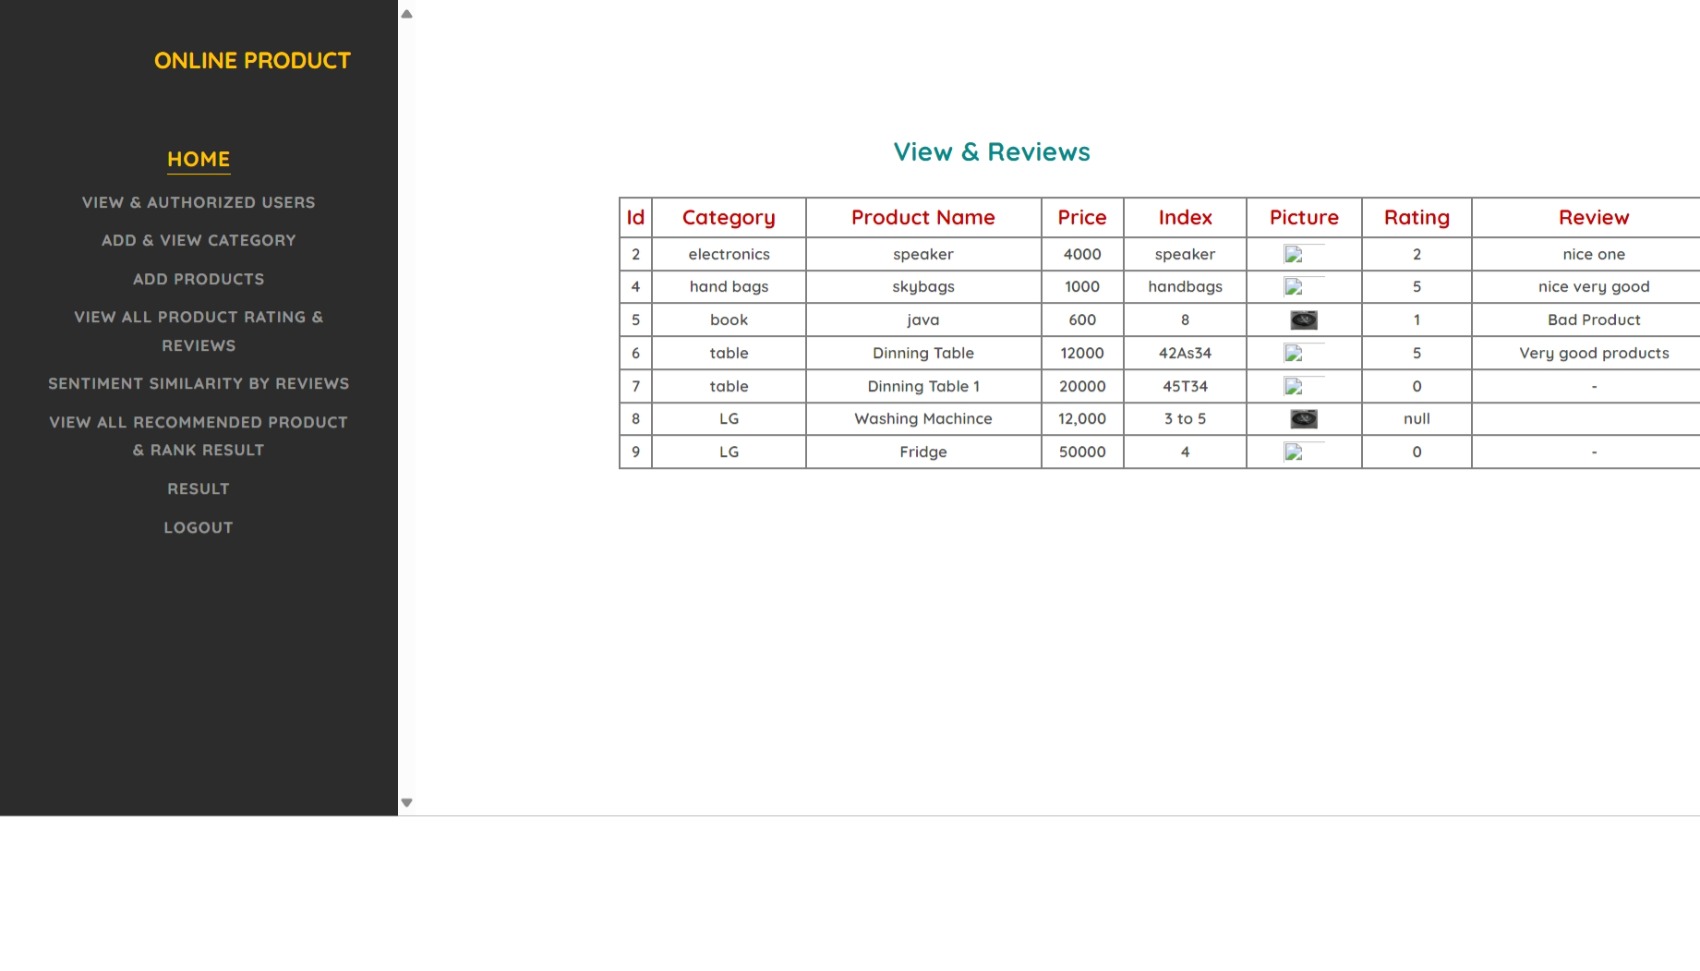 ONLINE PRODUCT
HOME
VIEW & AUTHORIZED USERS
ADD & VIEW CATEGORY
ADD PRODUCTS
VIEW ALL PRODUCT RATING &
REVIEWS
SENTIMENT SIMILARITY BY REVIEWS
VIEW ALL RECOMMENDED PRODUCT
& RANK RESULT
RESULT
LOGOUT
View & Reviews
Id Category Product Name Price Index Picture Rating Review
2 electronics speaker 4000 speaker 2 nice one
4 hand bags skybags 1000 handbags 5 nice very good
5 book java 600 8 1 Bad Product
6 table Dinning Table 12000 42As34 5 Very good products
7 table Dinning Table 1 20000 45T34 0 -
8 LG Washing Machince 12,000 3 to 5 null
9 LG Fridge 50000 4 0 -